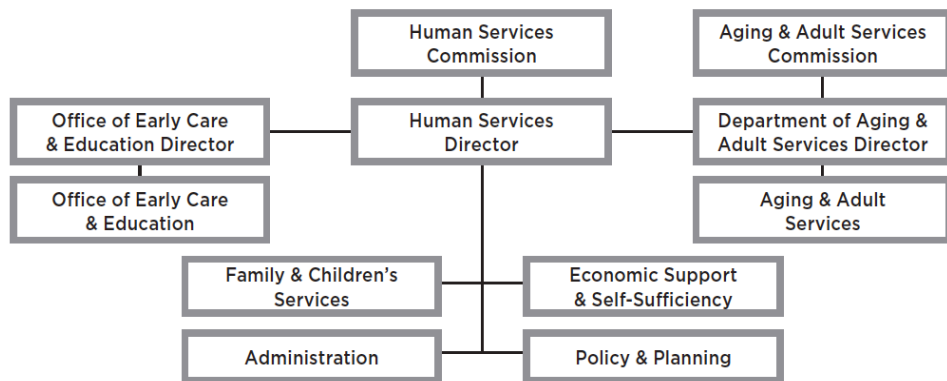 Human Services
Commission
Aging & Adult Services
Commission
Office of Early Care
& Education Director
Human Services
Director
Department of Aging &
Adult Services Director
Office of Early Care
& Education
Aging & Adult
Services
Family & Children's
Services
Economic Support
& Self-Sufficiency
Administration
Policy & Planning